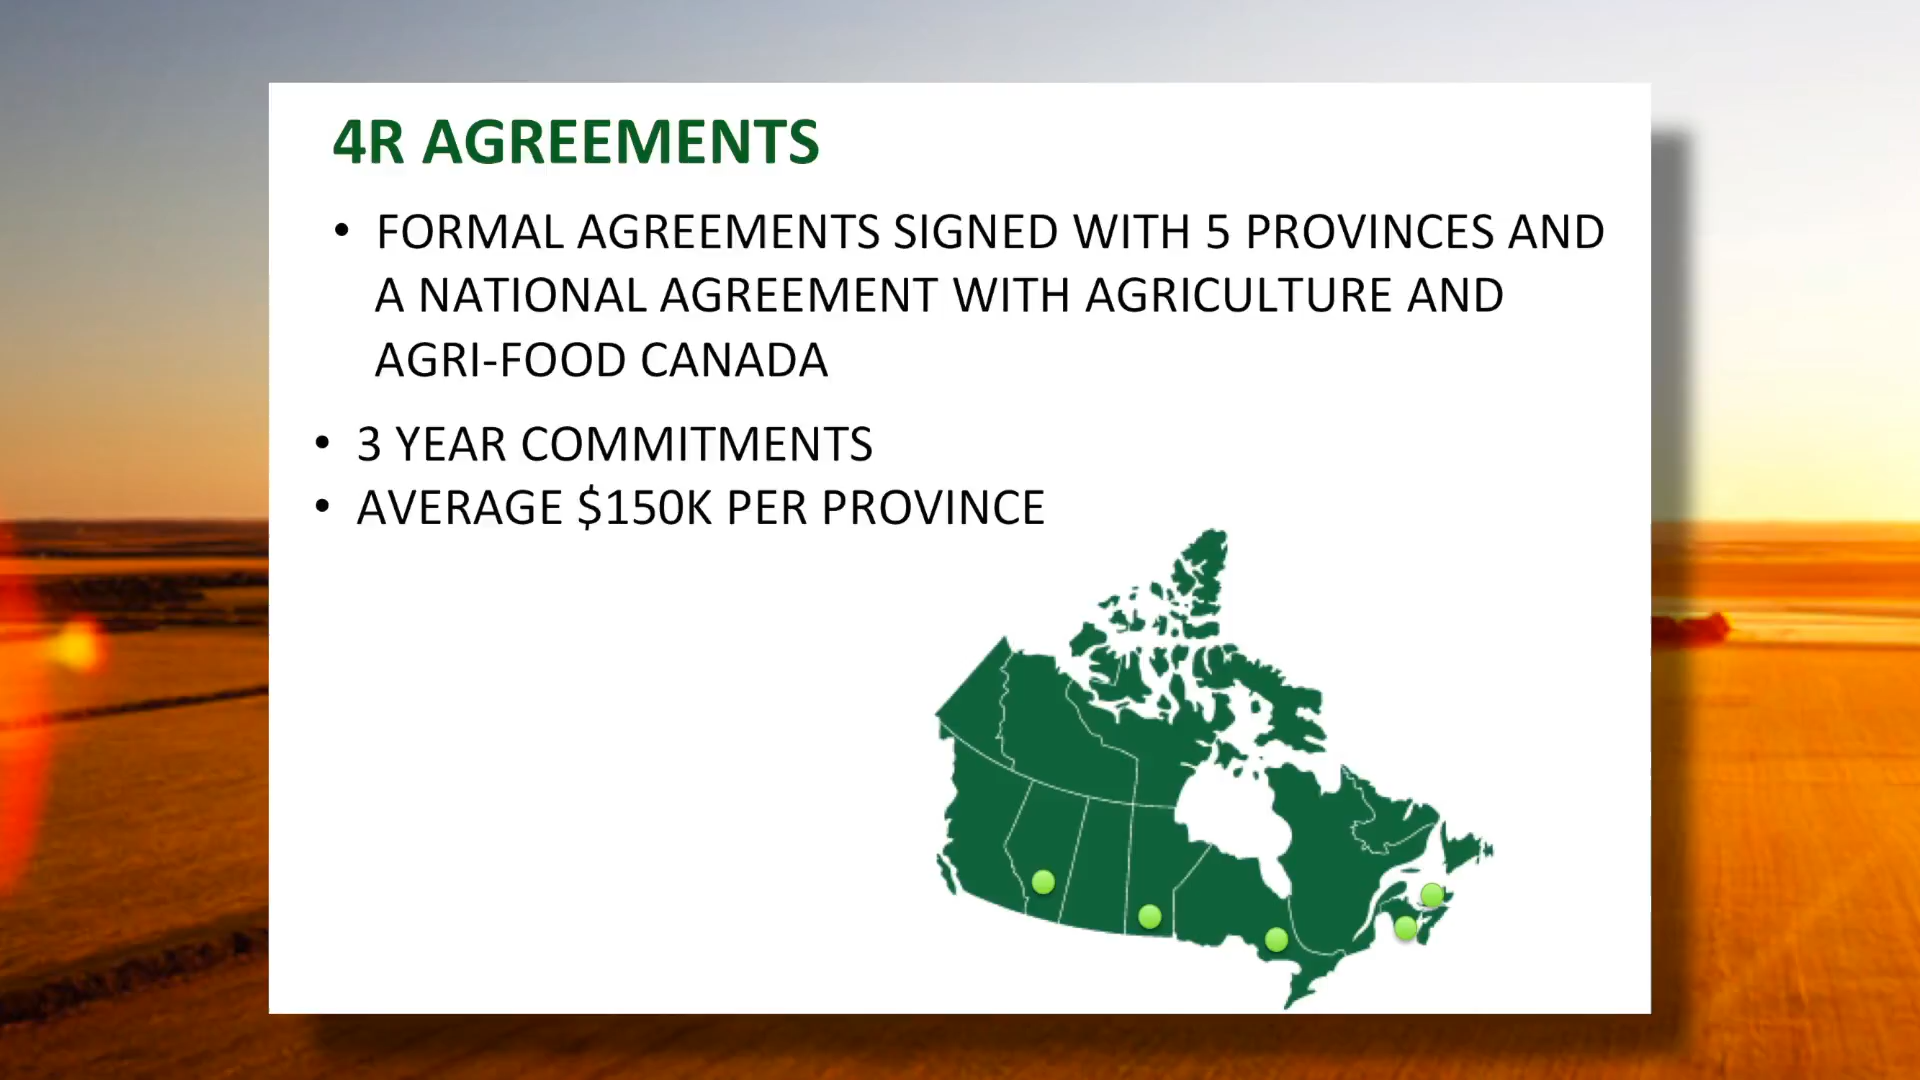 4R AGREEMENTS
• FORMAL AGREEMENTS SIGNED WITH 5 PROVINCES AND
A NATIONAL AGREEMENT WITH AGRICULTURE AND
AGRI-FOOD CANADA
• 3 YEAR COMMITMENTS
• AVERAGE $150K PER PROVINCE